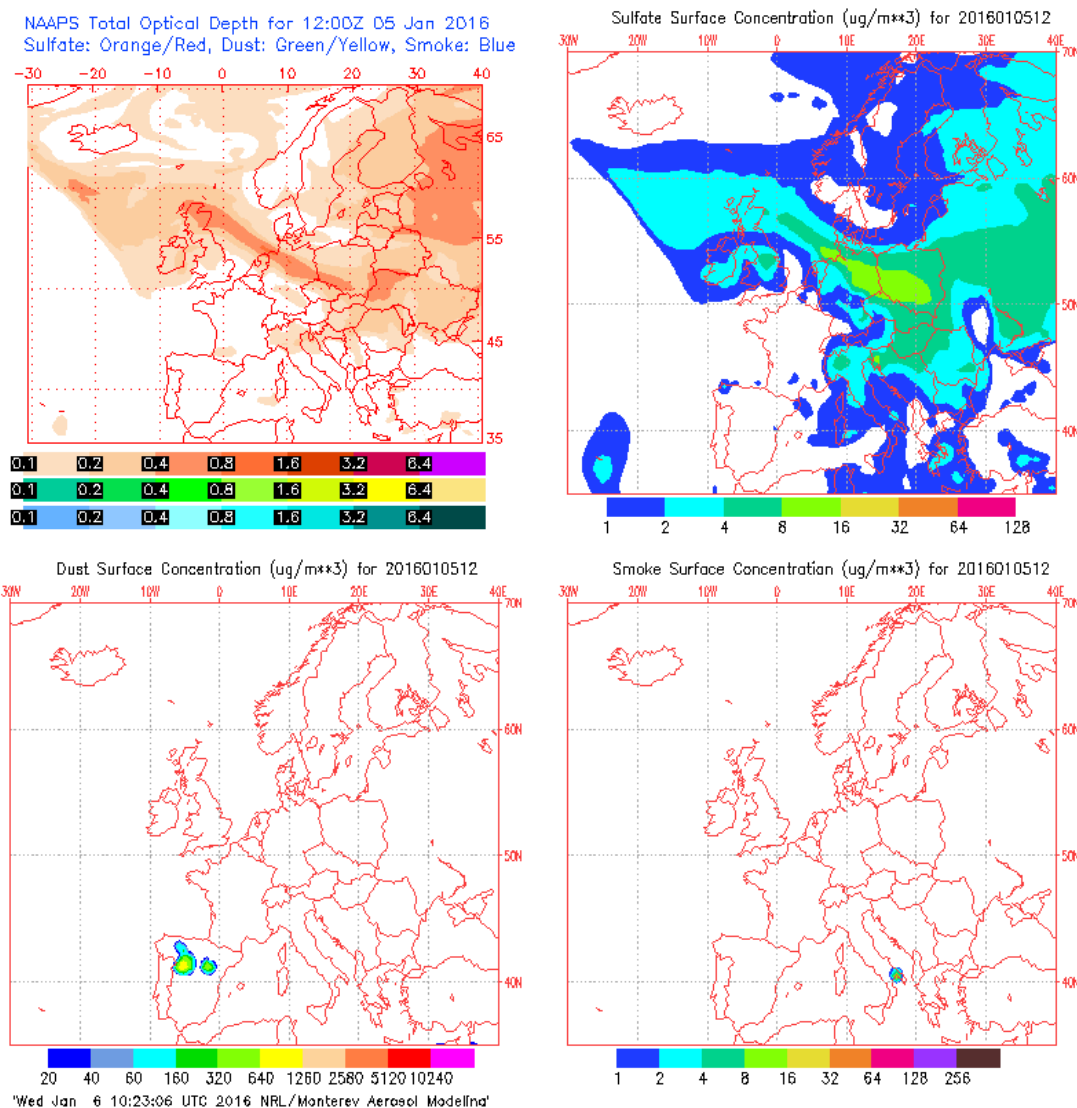 NAAPS Total Optical Depth for 12:00Z 05 Jan 2016
Sulfate: Orange/Red, Dust: Green/Yellow, Smoke: Blue
-30 -20 -10 0 10 20 30 40
65
55
45
35
0.1 0.2 0.4 0.8 1.6 3.2 6.4
0.1 0.2 0.4 0.8 1.6 3.2 6.4
0.1 0.2 0.4 0.8 1.6 3.2 6.4
Sulfate Surface Concentration (ug/m**3) for 2016010512
30W 20W 10W 0 10E 20E 30E 40E
70N
60N
50N
40N
1 2 4 8 16 32 64 128
Dust Surface Concentration (ug/m**3) for 2016010512
30W 20W 10W 0 10E 20E 30E 40E
70N
60N
50N
40N
20 40 60 160 320 640 1260 2580 5120 10240
'Wed Jan 6 10:23:06 UTC 2016 NRL/Monterey Aerosol Modeling'
Smoke Surface Concentration (ug/m**3) for 2016010512
30W 20W 10W 0 10E 20E 30E 40E
70N
60N
50N
40N
1 2 4 8 16 32 64 128 256